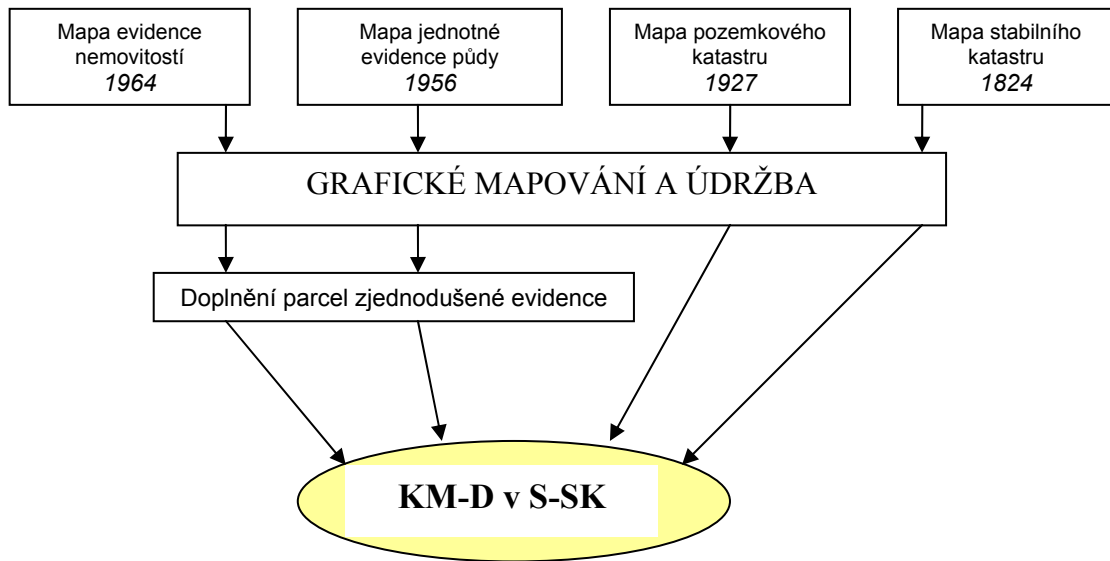 Mapa evidence
nemovitostí
1964
Mapa jednotné
evidence půdy
1956
Mapa pozemkového
katastru
1927
Mapa stabilního
katastru
1824
GRAFICKÉ MAPOVÁNÍ A ÚDRŽBA
Doplnění parcel zjednodušené evidence
KM-D v S-SK